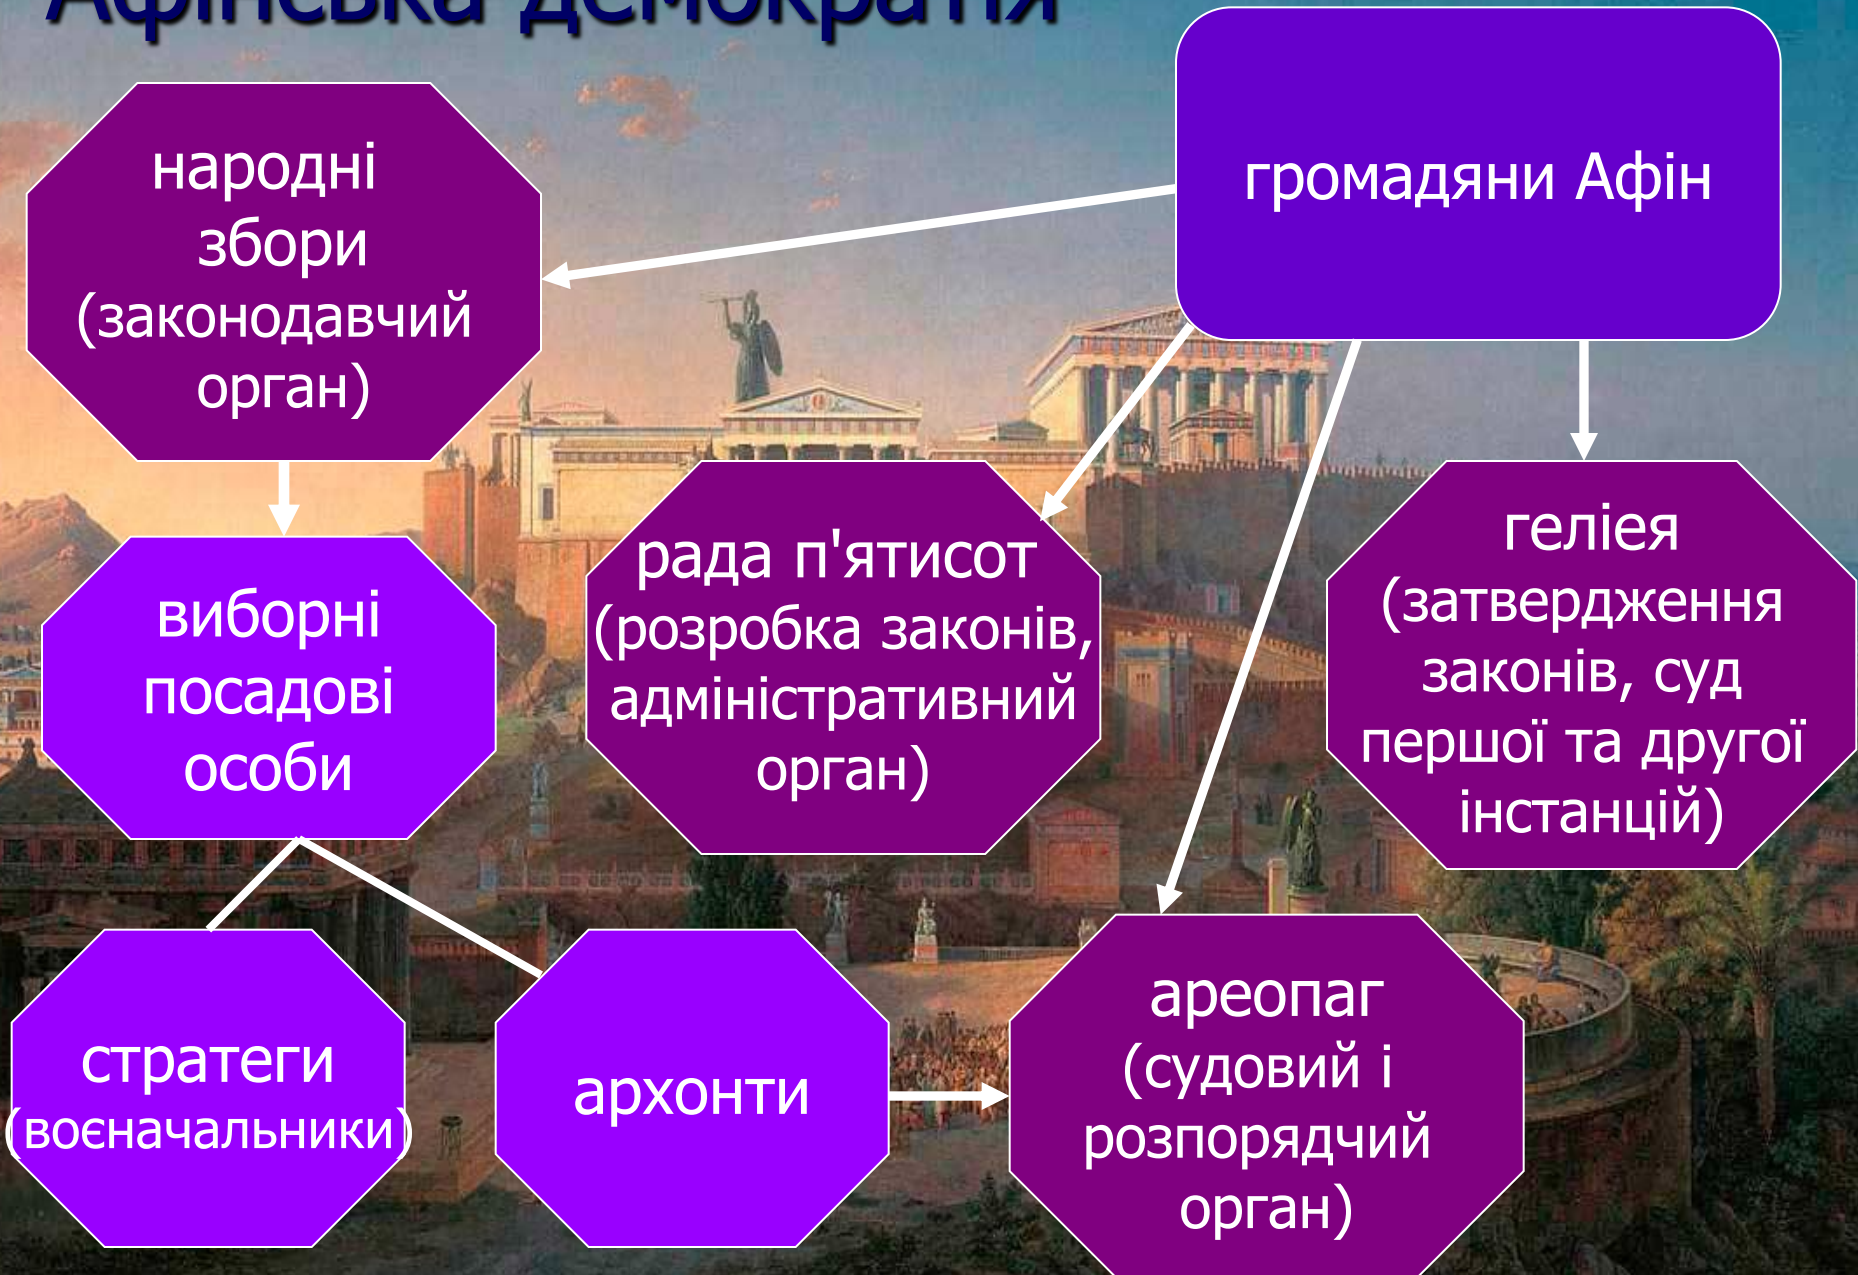 Афінська демократія
громадяни Афін
народні
збори
(законодавчий
орган)
виборні
посадові
особи
рада п'ятисот
(розробка законів,
адміністративний
орган)
геліея
(затвердження
законів, суд
першої та другої
інстанцій)
стратеги
(воєначальники)
архонти
ареопаг
(судовий і
розпорядчий
орган)